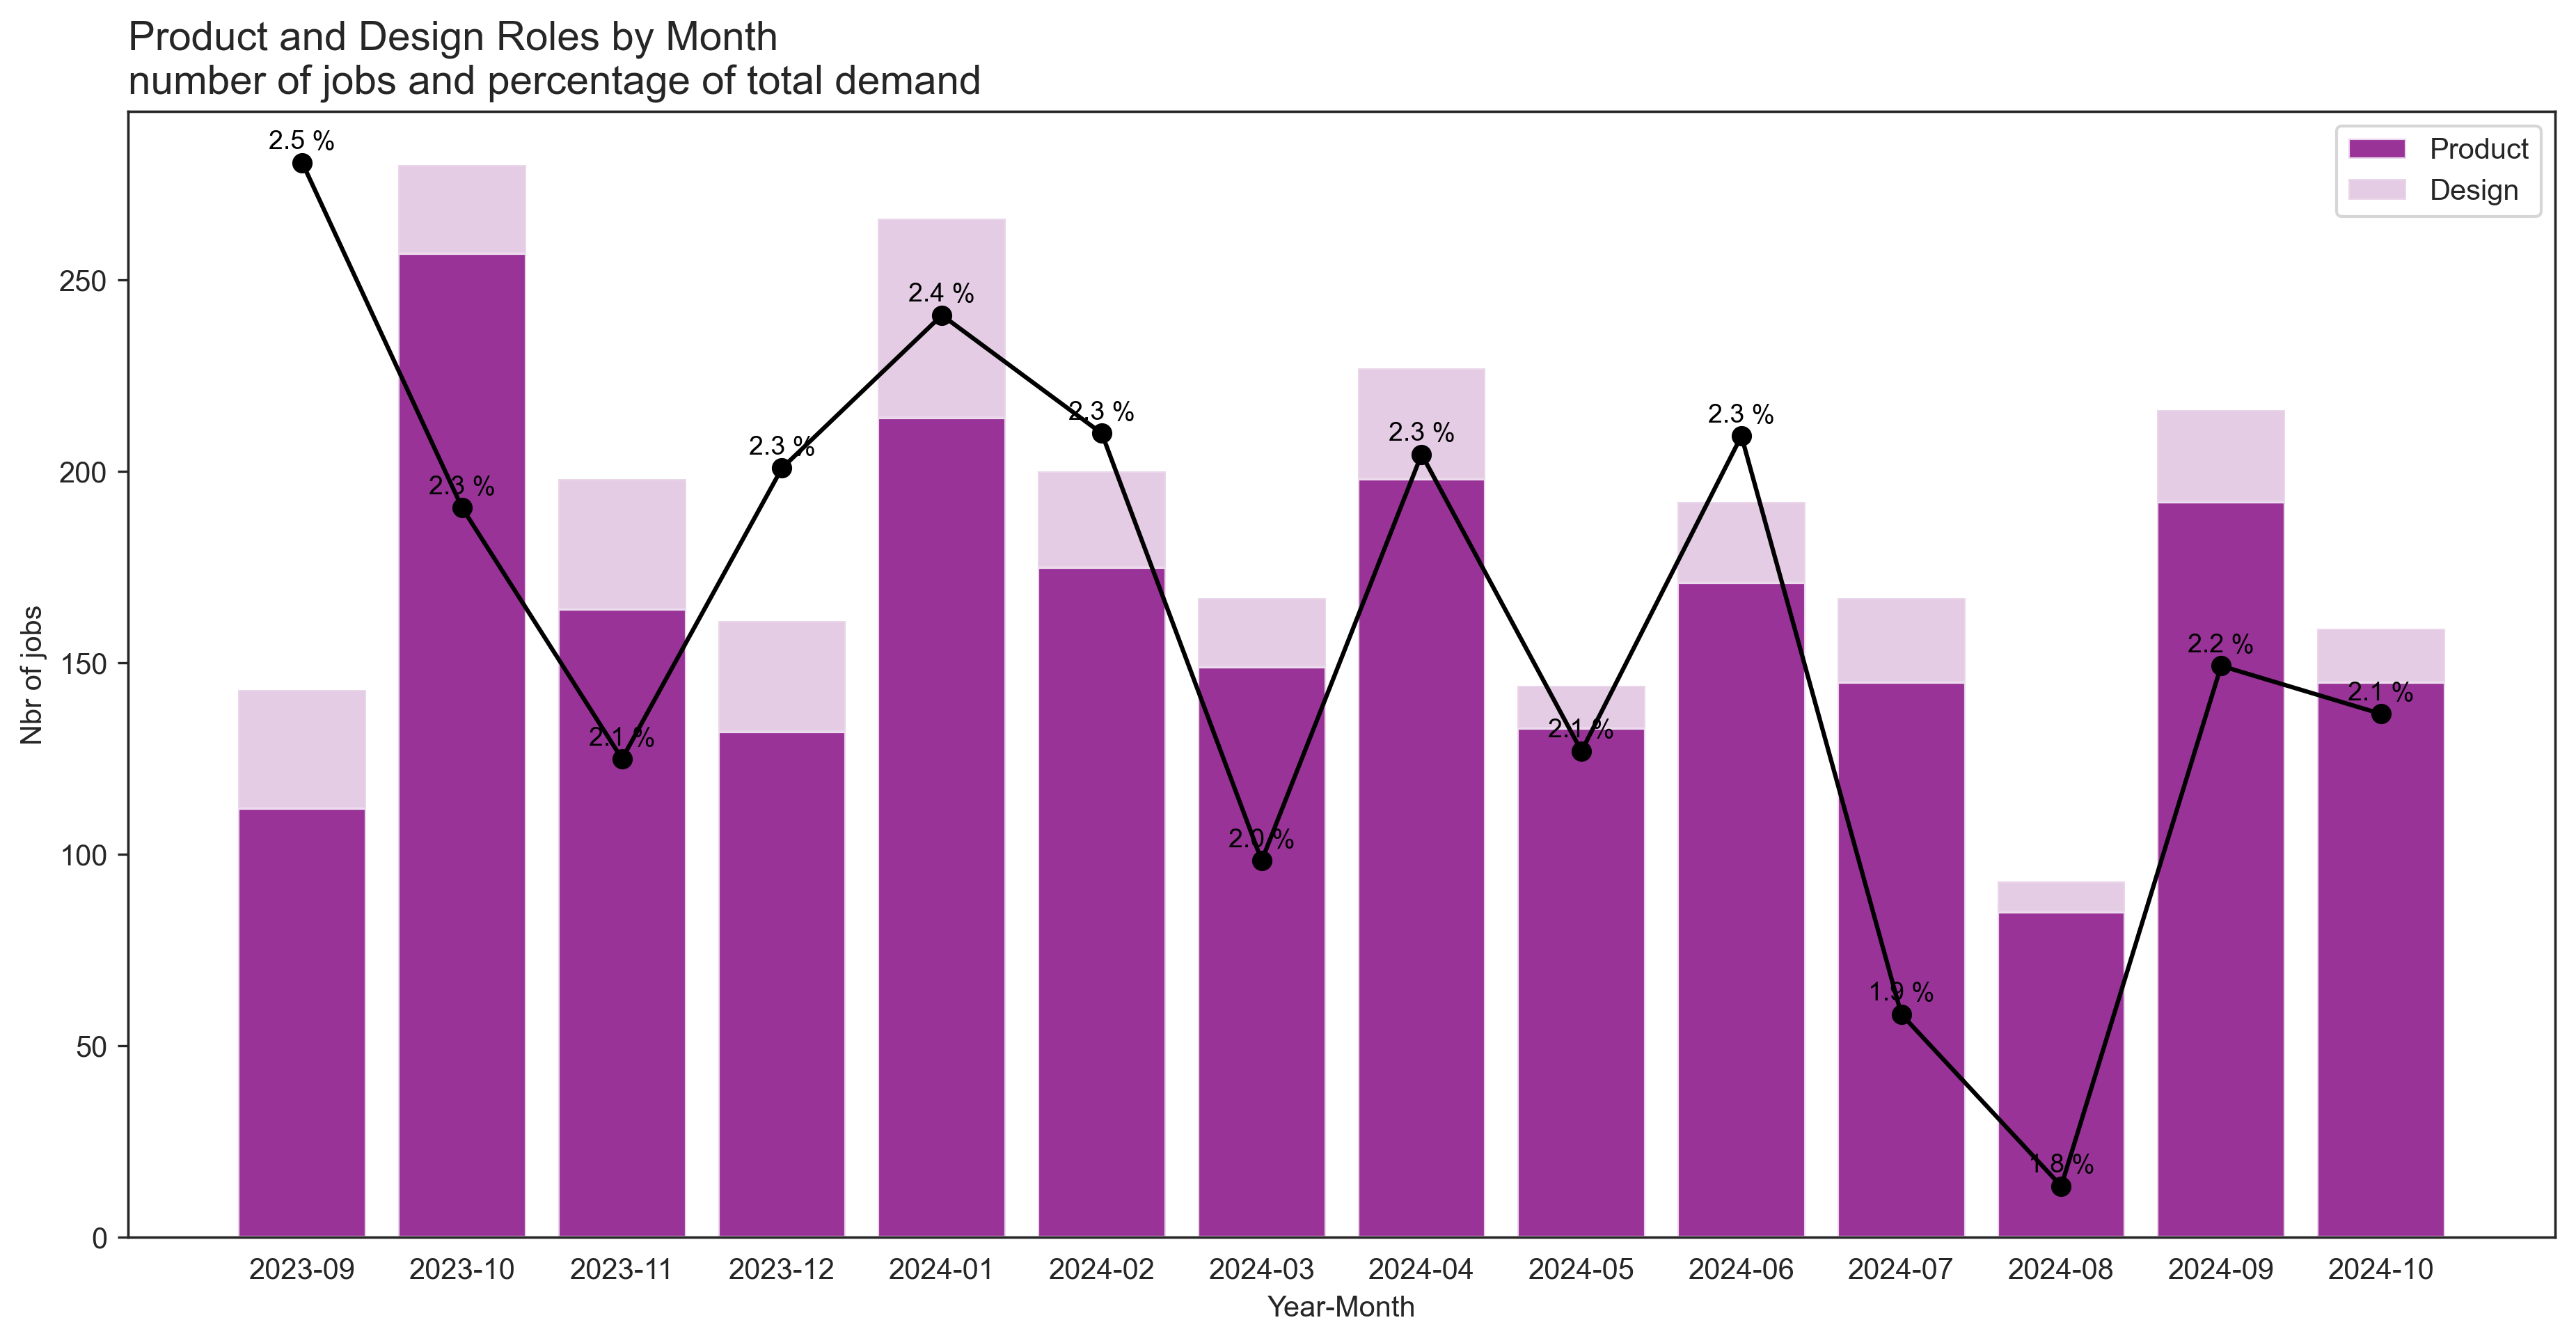 Product and Design Roles by Month
number of jobs and percentage of total demand
Product
Design
Nbr of jobs
250
200
150
100
50
0
2.5 %
2.3 %
2.1 %
2.3 %
2.4 %
2.3 %
2.0 %
2.3 %
2.1 %
2.3 %
1.9 %
1.8 %
2.2 %
2.1 %
2023-09 2023-10 2023-11 2023-12 2024-01 2024-02 2024-03 2024-04 2024-05 2024-06 2024-07 2024-08 2024-09 2024-10
Year-Month